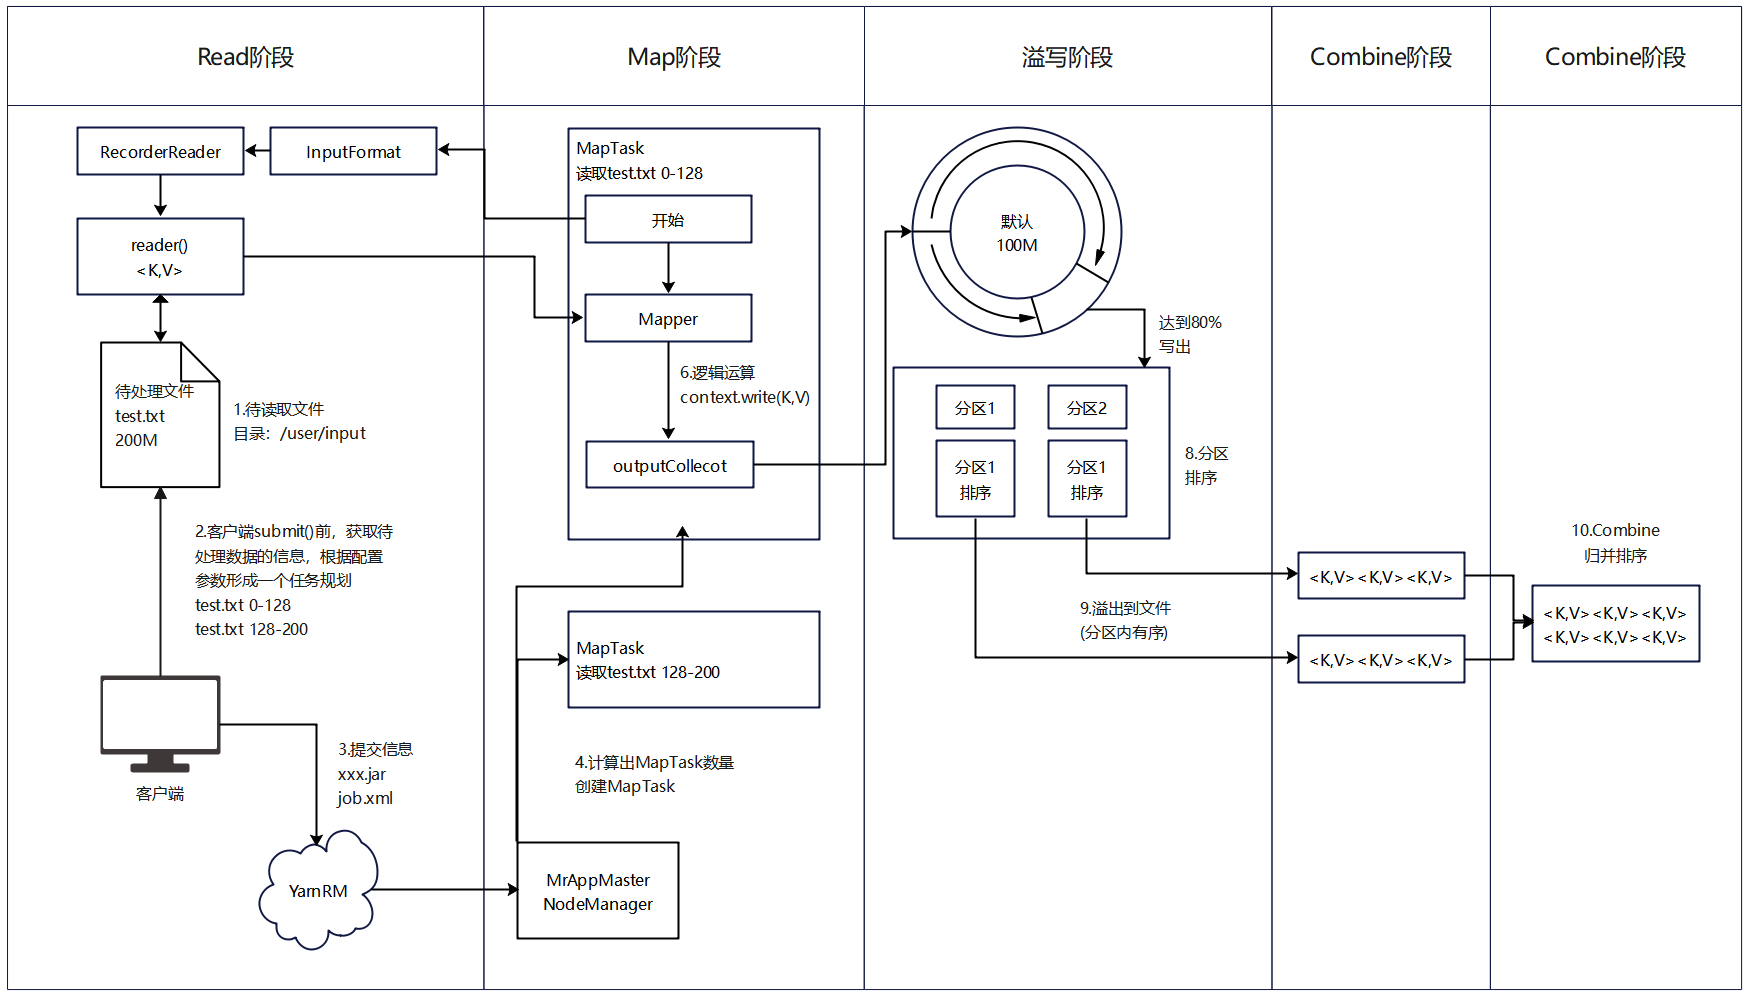 Read阶段
Map阶段
溢写阶段
Combine阶段
Combine阶段
RecorderReader
InputFormat
reader()
<K,V>
待处理文件
test.txt
200M
1.待读取文件
目录：/user/input
2.客户端submit()前，获取待
处理数据的信息，根据配置
参数形成一个任务规划
test.txt 0-128
test.txt 128-200
客户端
3.提交信息
xxx.jar
job.xml
YarnRM
MapTask
读取test.txt 0-128
开始
Mapper
6.逻辑运算
context.write(K,V)
outputCollecot
MapTask
读取test.txt 128-200
4.计算出MapTask数量
创建MapTask
MrAppMaster
NodeManager
默认
100M
达到80%
写出
分区1
分区2
分区1
排序
分区1
排序
8.分区
排序
9.溢出到文件
(分区内有序)
<K,V><K,V><K,V>
<K,V><K,V><K,V>
10.Combine
归并排序
<K,V><K,V><K,V>
<K,V><K,V><K,V>